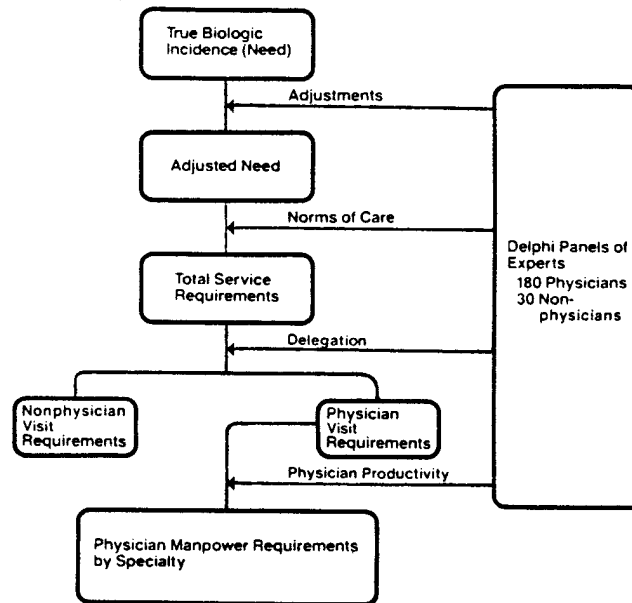 True Biologic
Incidence (Need)
Adjustments
Adjusted Need
Norms of Care
Delphi Panels of
Experts
180 Physicians
30 Non-
physicians
Total Service
Requirements
Delegation
Nonphysician
Visit
Requirements
Physician
Visit
Requirements
Physician Productivity
Physician Manpower Requirements
by Specialty